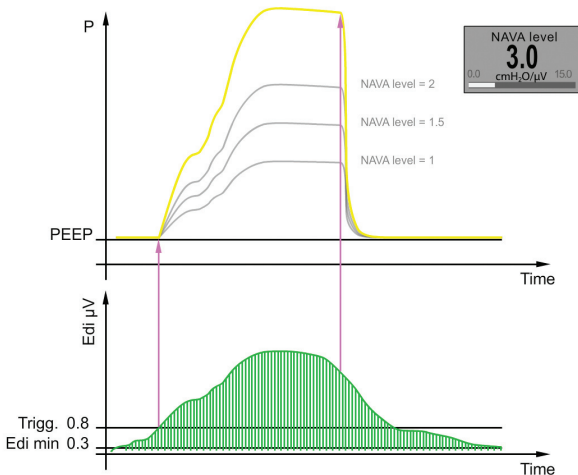 P
NAVA level
3.0
cmH₂O/µV
0.0 15.0
NAVA level = 2
NAVA level = 1.5
NAVA level = 1
PEEP
Time
Edi µV
Trigg. 0.8
Edi min 0.3
Time